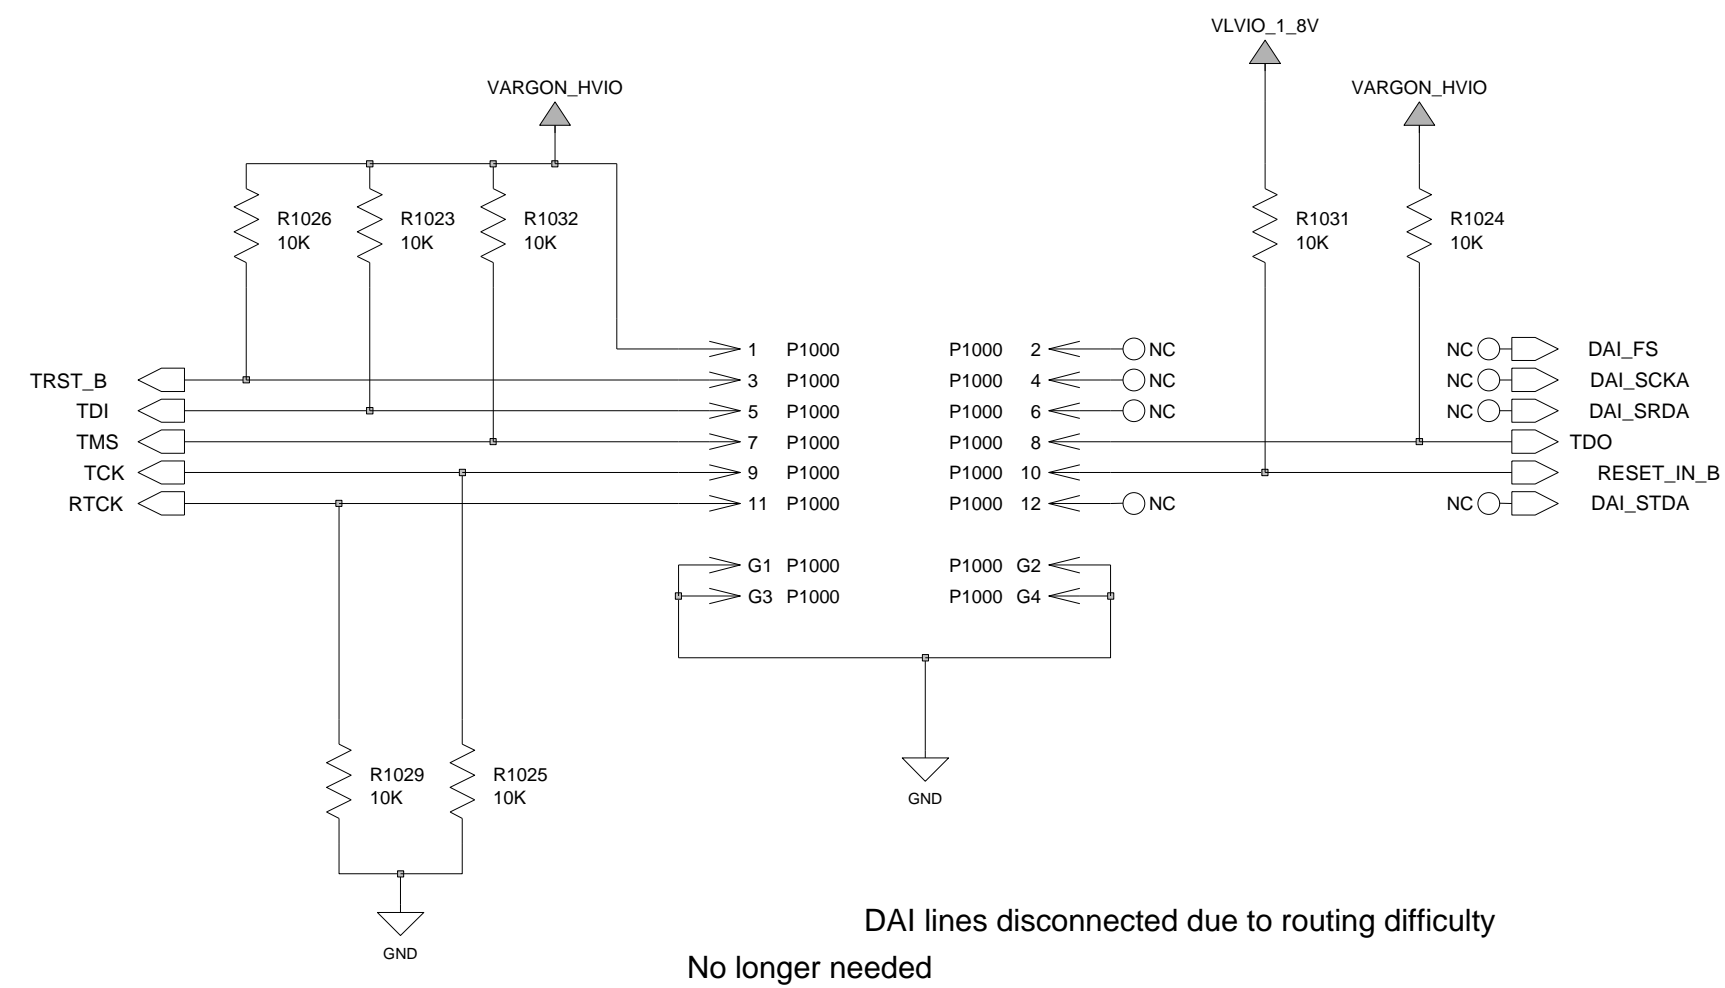 VLVIO_1_8V
VARGON_HVIO VARGON_HVIO
R1026 R1023 R1032 R1031 R1024
10K 10K 10K 10K 10K
1 P1000 P1000 2 NC NC DAI_FS
TRST_B 3 P1000 P1000 4 NC NC DAI_SCKA
TDI 5 P1000 P1000 6 NC NC DAI_SRDA
TMS 7 P1000 P1000 8 TDO
TCK 9 P1000 P1000 10 RESET_IN_B
RTCK 11 P1000 P1000 12 NC NC DAI_STDA
G1 P1000 P1000 G2
G3 P1000 P1000 G4
R1029 R1025
10K 10K
GND
GND
DAI lines disconnected due to routing difficulty
No longer needed